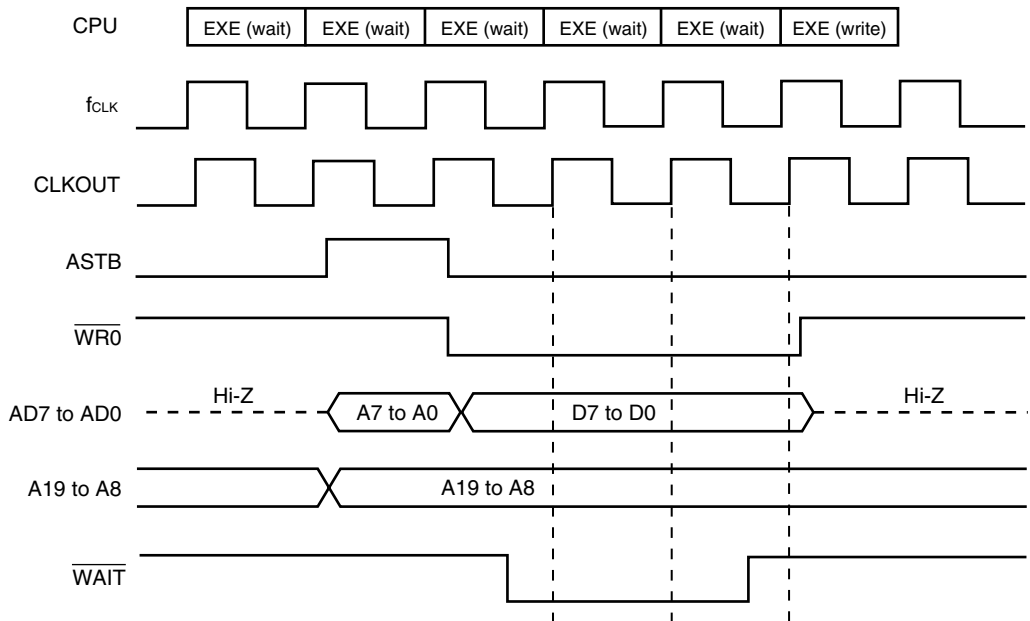 CPU EXE (wait) EXE (wait) EXE (wait) EXE (wait) EXE (wait) EXE (write)
fCLK
CLKOUT
ASTB
WR0
AD7 to AD0 Hi-Z A7 to A0 D7 to D0 Hi-Z
A19 to A8 A19 to A8
WAIT